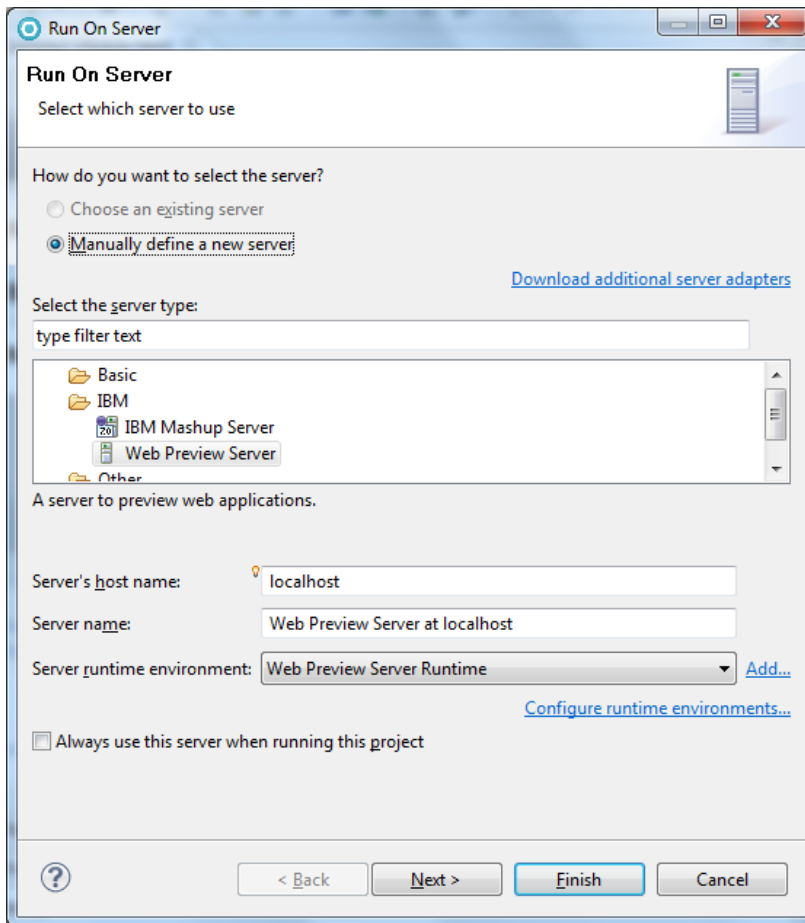 Run On Server
Run On Server
Select which server to use
How do you want to select the server?
Choose an existing server
Manually define a new server
Download additional server adapters
Select the server type:
type filter text
Basic
IBM
IBM Mashup Server
Web Preview Server
Other
A server to preview web applications.
Server's host name: localhost
Server name: Web Preview Server at localhost
Server runtime environment: Web Preview Server Runtime Add...
Configure runtime environments...
Always use this server when running this project
? < Back Next > Finish Cancel